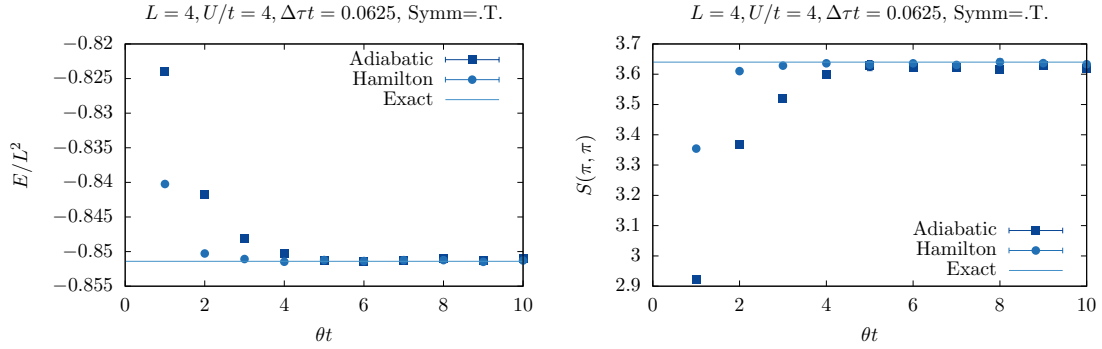 L = 4, U/t = 4, Δτt = 0.0625, Symm=.T.
E/L²
−0.82
−0.825
−0.83
−0.835
−0.84
−0.845
−0.85
−0.855
0 2 4 6 8 10
θt
Adiabatic
Hamilton
Exact
L = 4, U/t = 4, Δτt = 0.0625, Symm=.T.
S(π, π)
3.7
3.6
3.5
3.4
3.3
3.2
3.1
3
2.9
0 2 4 6 8 10
θt
Adiabatic
Hamilton
Exact